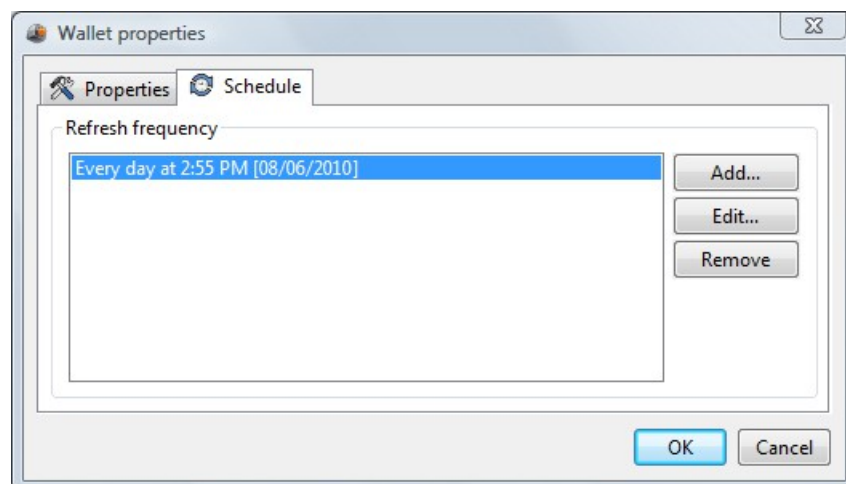 Wallet properties
Properties
Schedule
Refresh frequency
Every day at 2:55 PM [08/06/2010]
Add...
Edit...
Remove
OK
Cancel